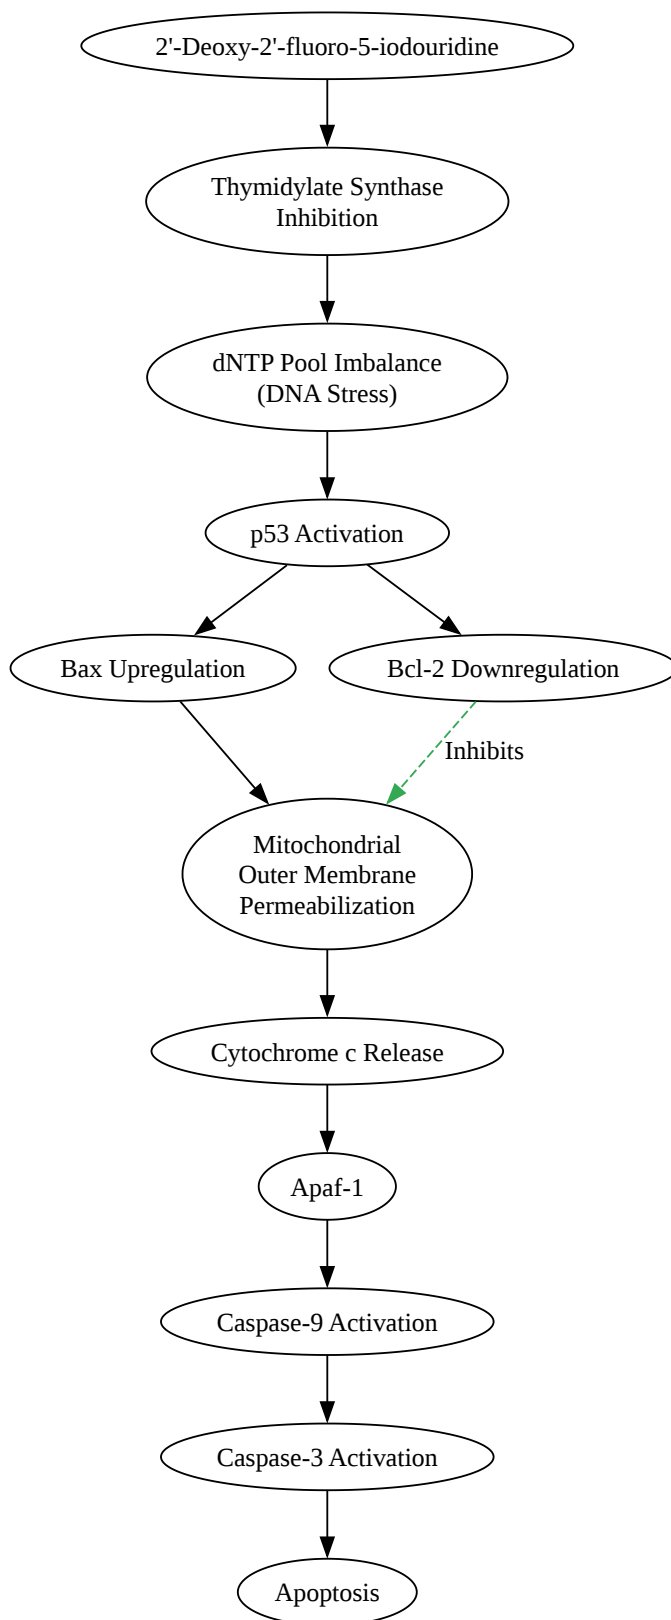 2'-Deoxy-2'-fluoro-5-iodouridine
Thymidylate Synthase
Inhibition
dNTP Pool Imbalance
(DNA Stress)
p53 Activation
Bax Upregulation
Bcl-2 Downregulation
Inhibits
Mitochondrial
Outer Membrane
Permeabilization
Cytochrome c Release
Apaf-1
Caspase-9 Activation
Caspase-3 Activation
Apoptosis